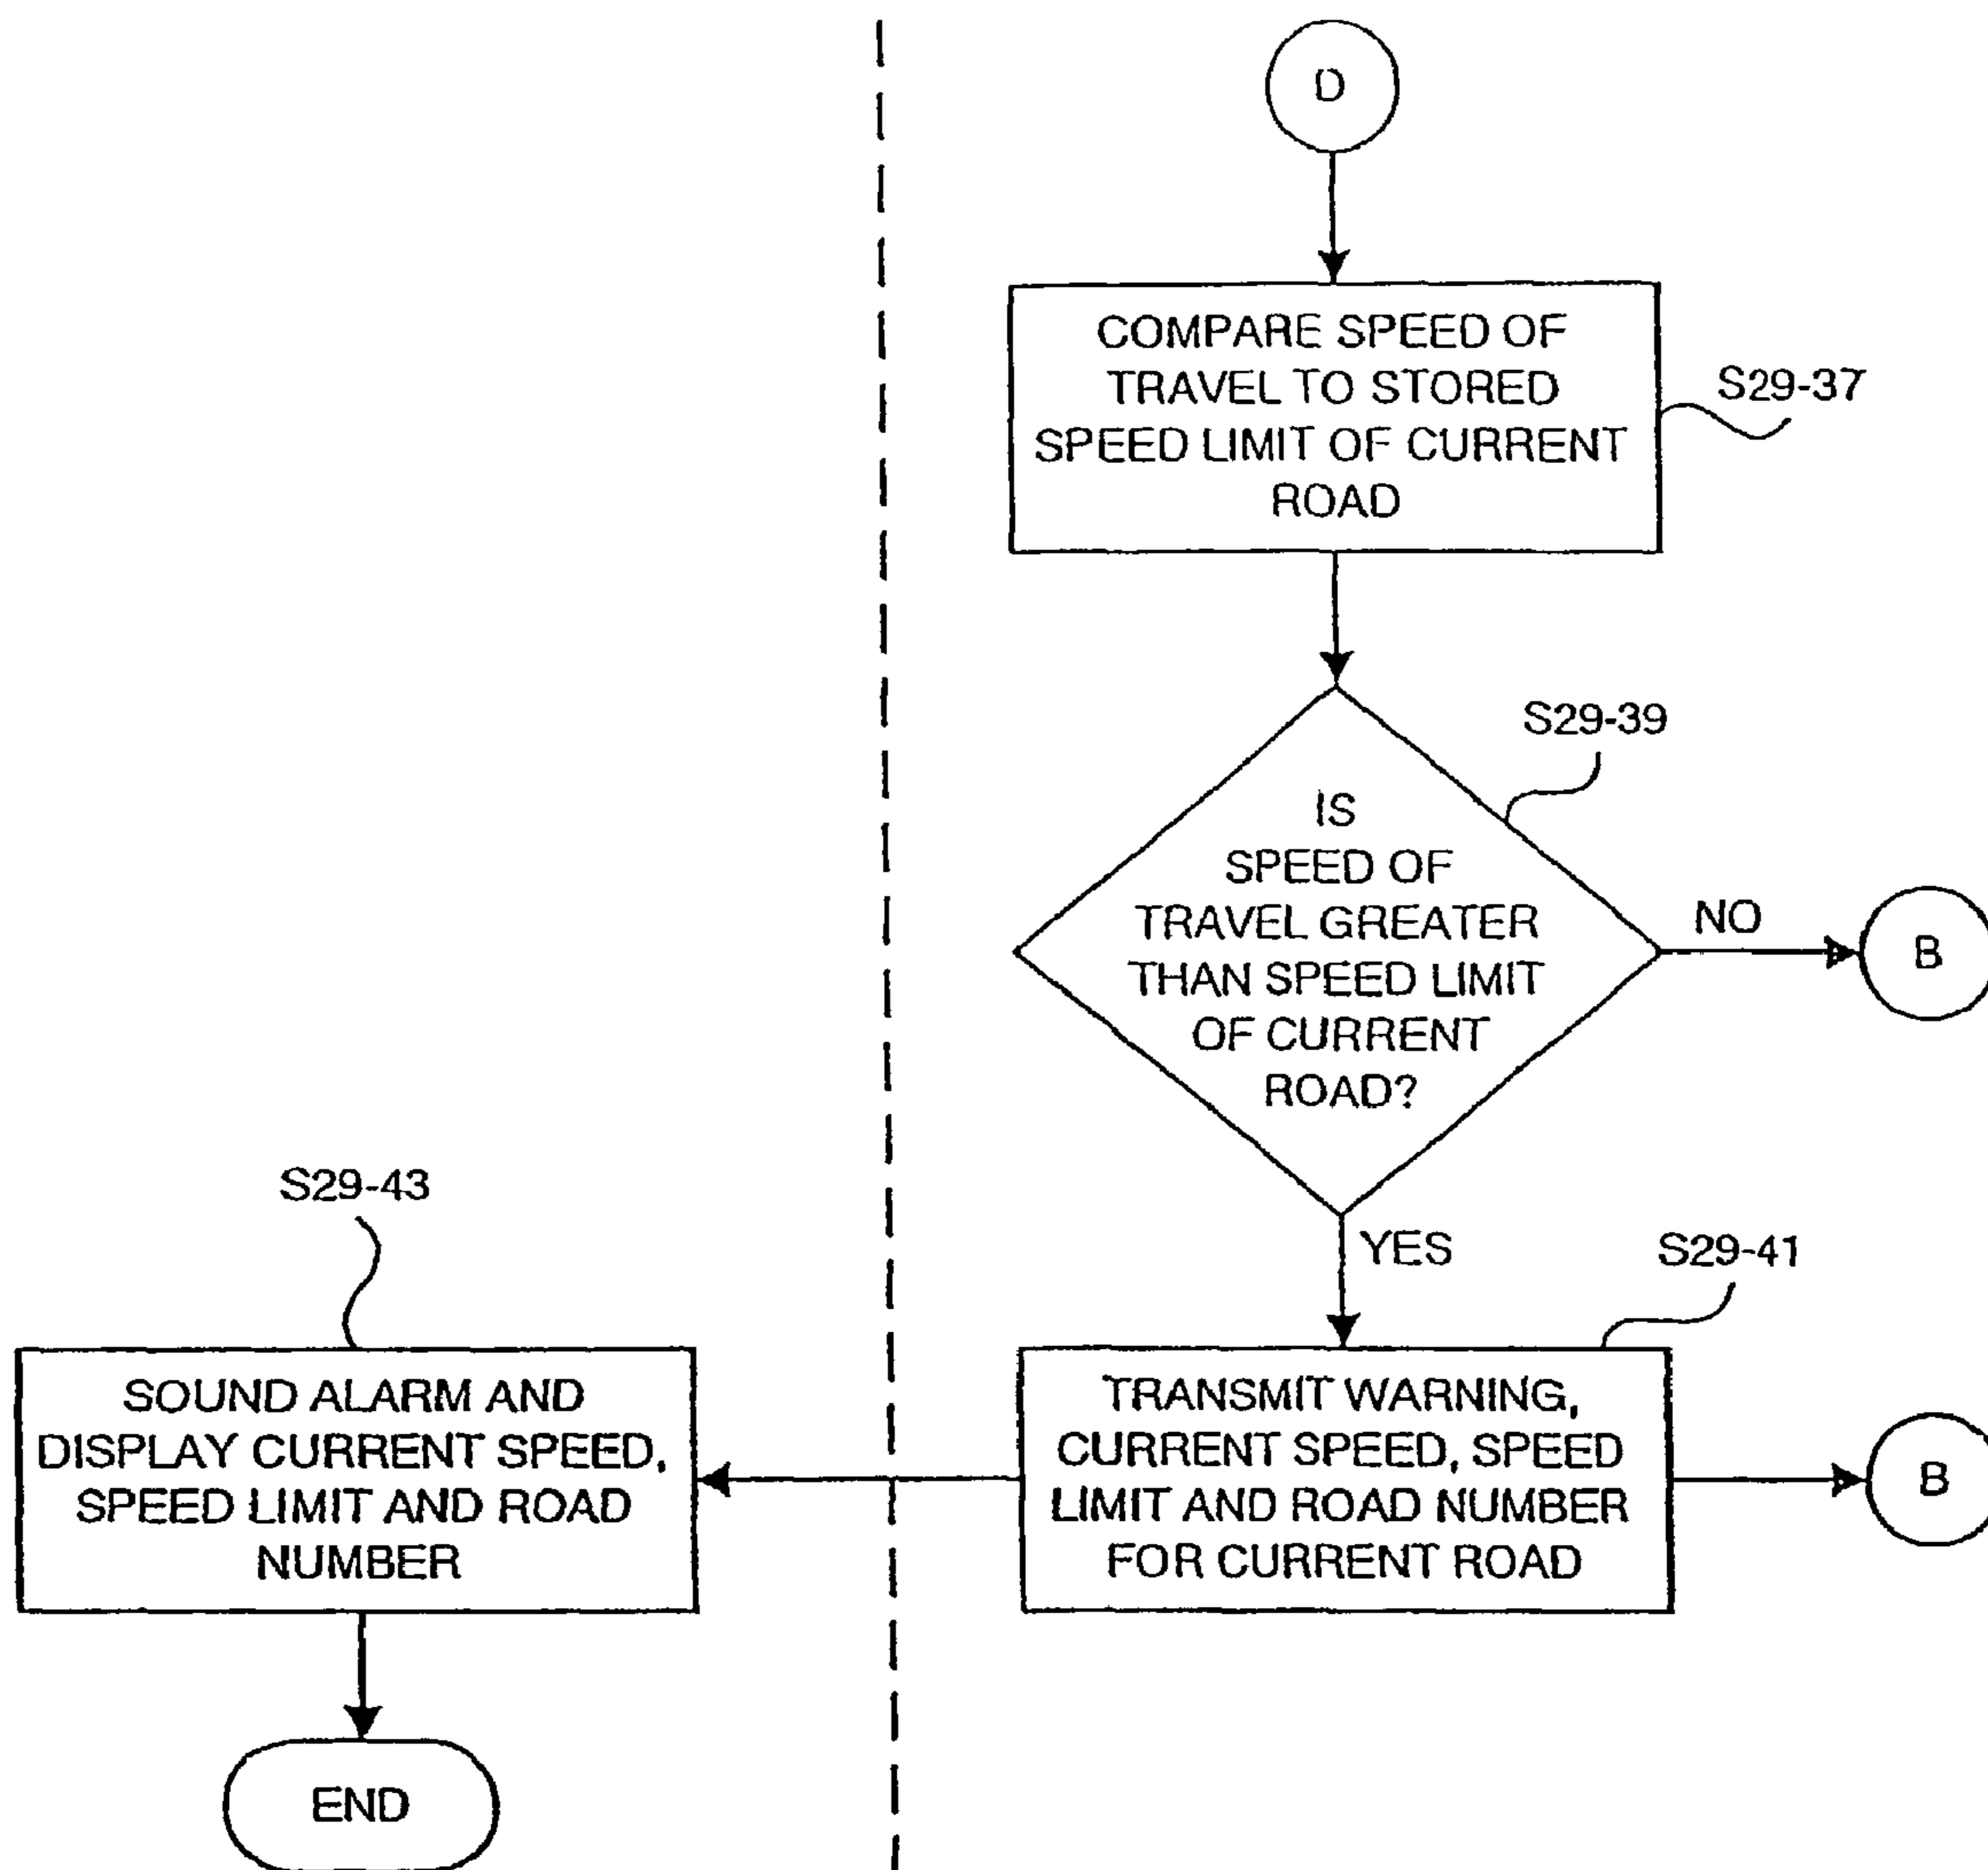 D
COMPARE SPEED OF
TRAVEL TO STORED
SPEED LIMIT OF CURRENT
ROAD
S29-37
S29-39
IS
SPEED OF
TRAVEL GREATER
THAN SPEED LIMIT
OF CURRENT
ROAD?
NO
B
YES
S29-41
TRANSMIT WARNING,
CURRENT SPEED, SPEED
LIMIT AND ROAD NUMBER
FOR CURRENT ROAD
B
S29-43
SOUND ALARM AND
DISPLAY CURRENT SPEED,
SPEED LIMIT AND ROAD
NUMBER
END